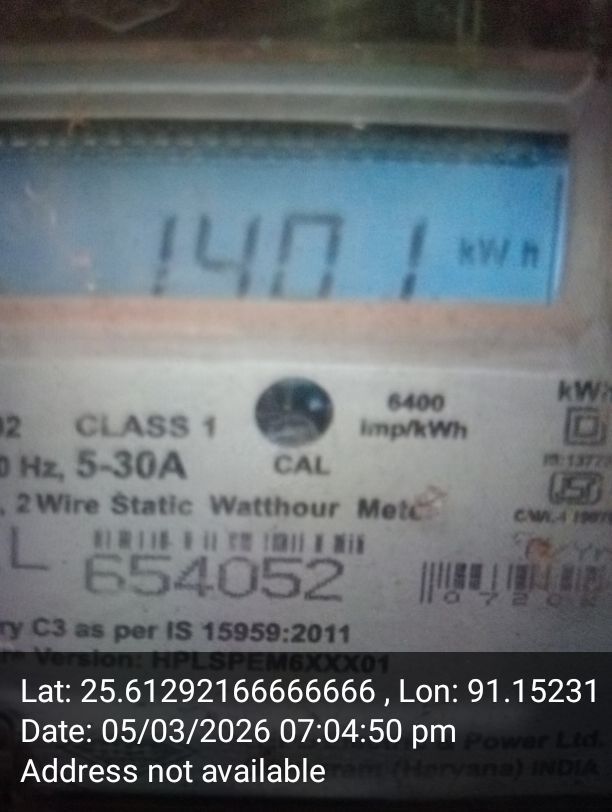 1401 kWh
6400
CLASS 1
imp/kWh
Hz, 5-30A
CAL
2 Wire Static Watthour
L
654052
C3 as per IS 15959:2011
Version: HPLSPEM6XXX01
Lat: 25.61292166666666 , Lon: 91.15231
Date: 05/03/2026 07:04:50 pm
Power Ltd.
Address not available
(Haryana) INDIA